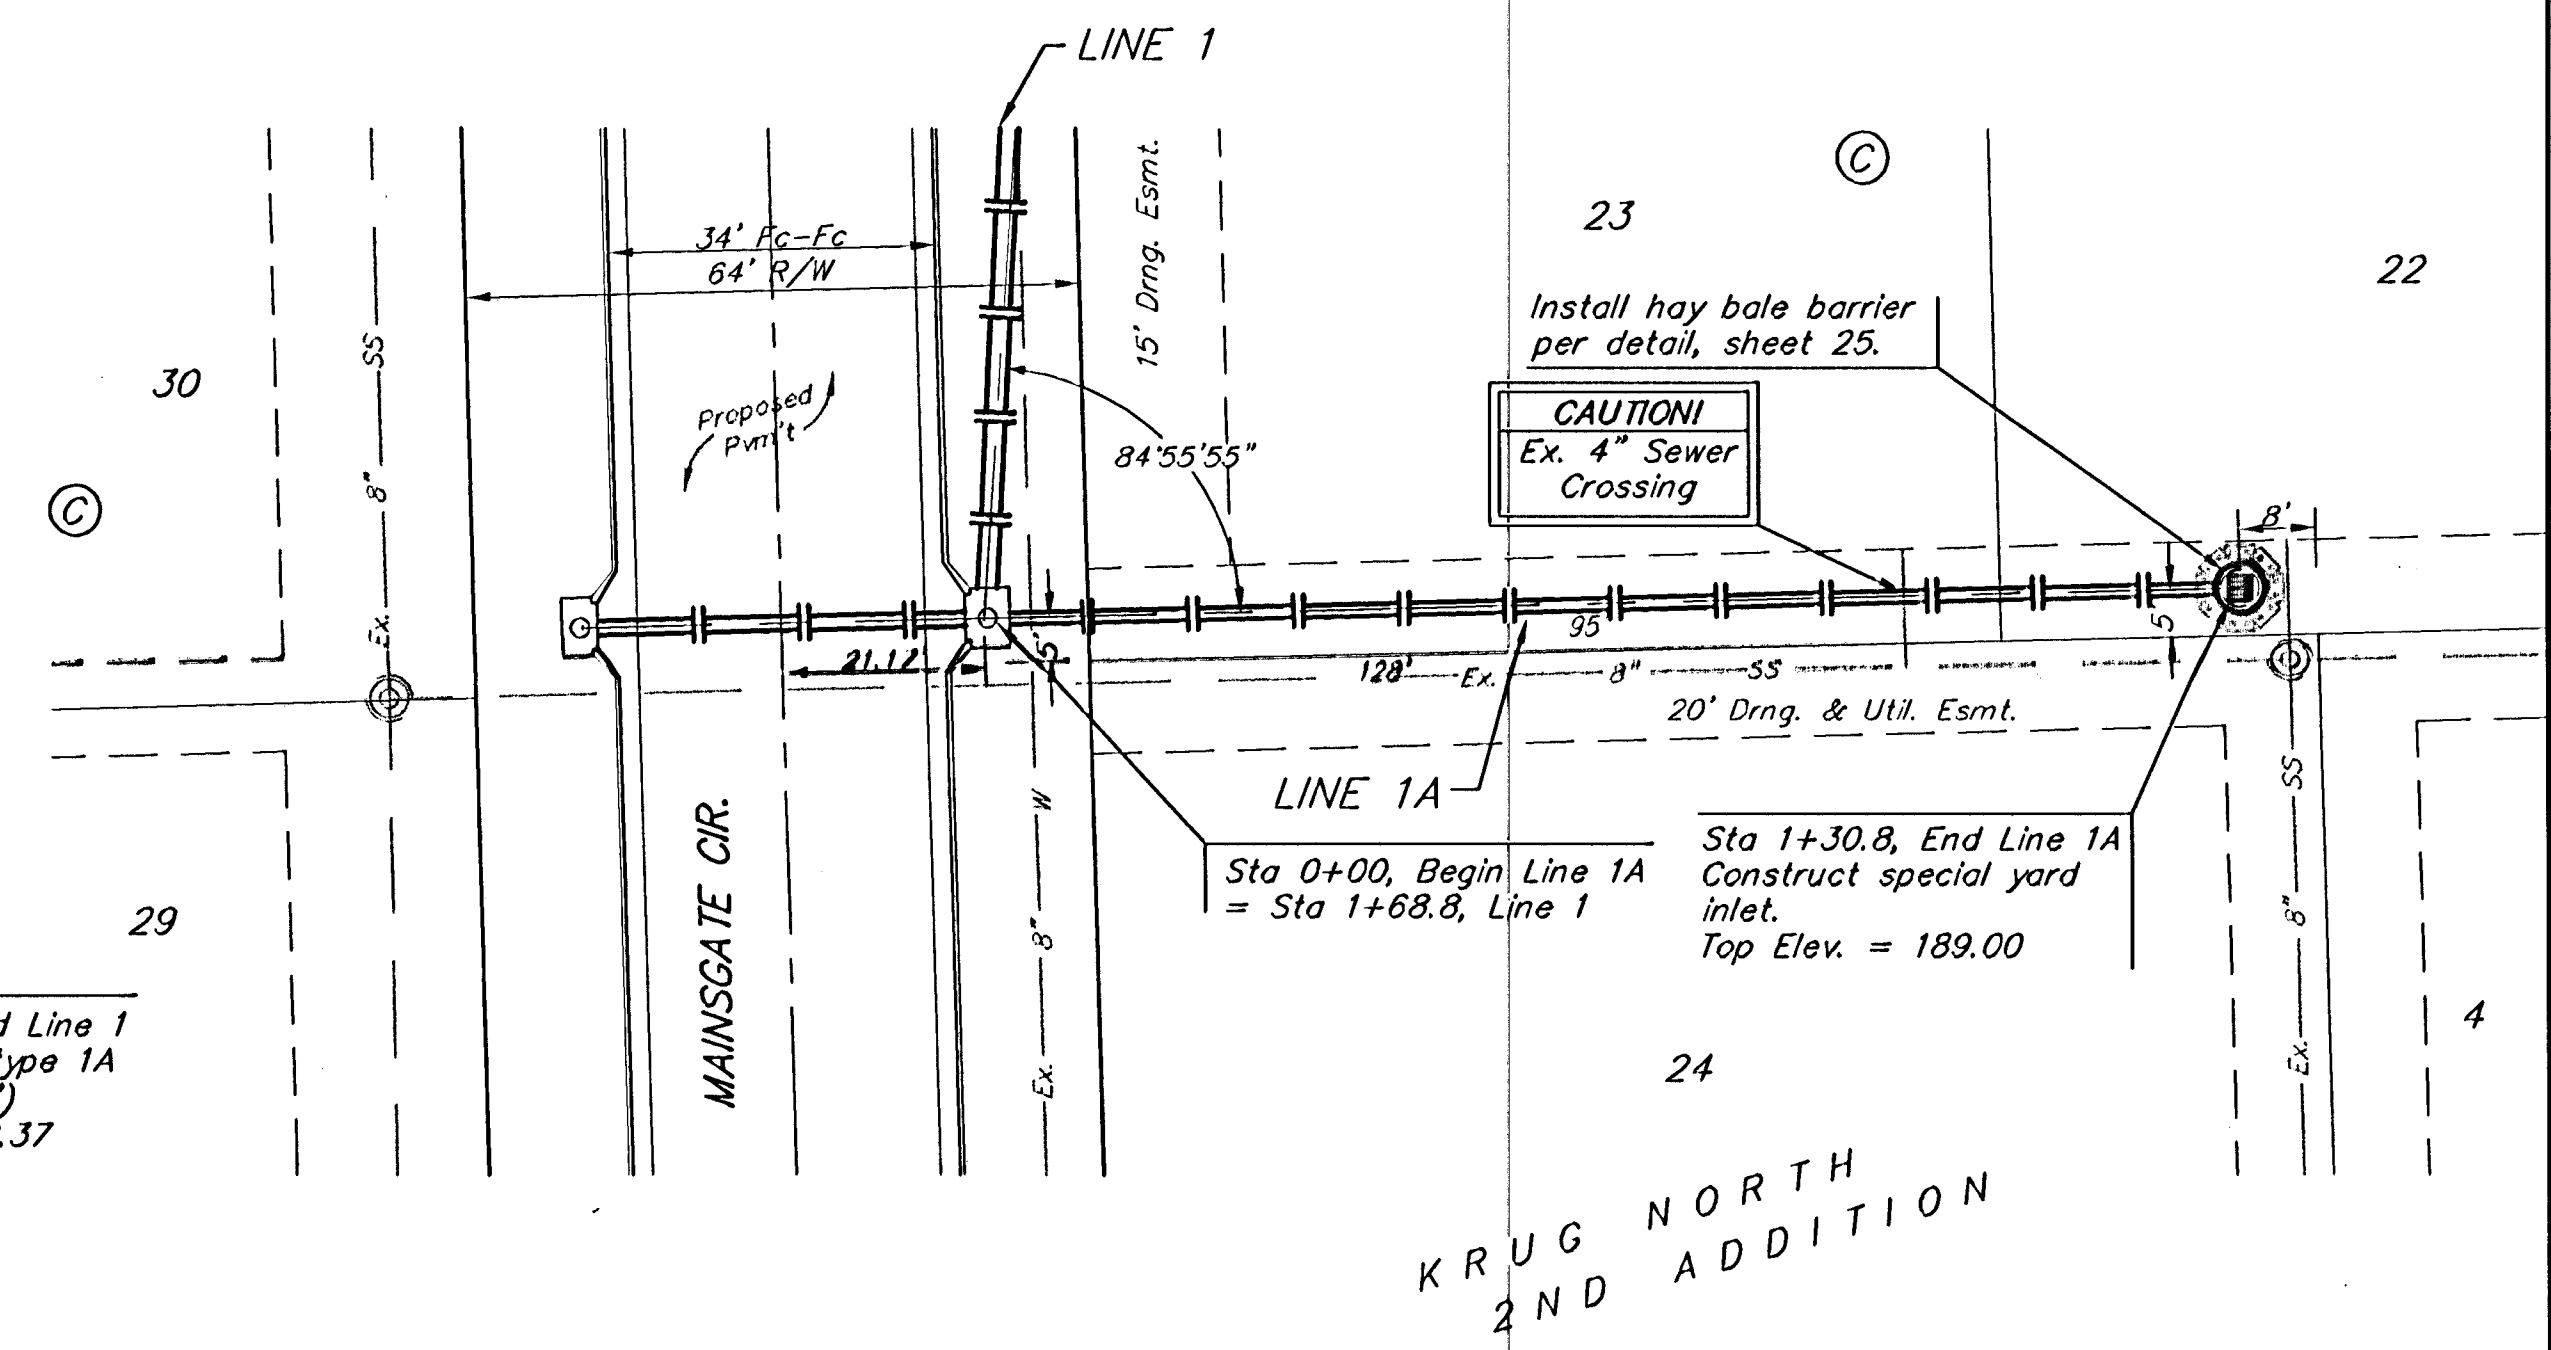 LINE 1
34' Fc-Fc
64' R/W
15' Drng. Esmt.
C
23
22
Install hay bale barrier
per detail, sheet 25.
30
SS
8"
Ex.
Proposed
Pvm't
84°55'55"
CAUTION!
Ex. 4" Sewer
Crossing
C
8'
95
5'
5'
21.12
128'
Ex. 8" SS
20' Drng. & Util. Esmt.
LINE 1A
MAINSGATE CIR.
W
8"
Ex.
Sta 0+00, Begin Line 1A
= Sta 1+68.8, Line 1
Sta 1+30.8, End Line 1A
Construct special yard
inlet.
Top Elev. = 189.00
SS
8"
Ex.
29
Line 1
ype 1A
.37
24
4
KRUG NORTH
2ND ADDITION